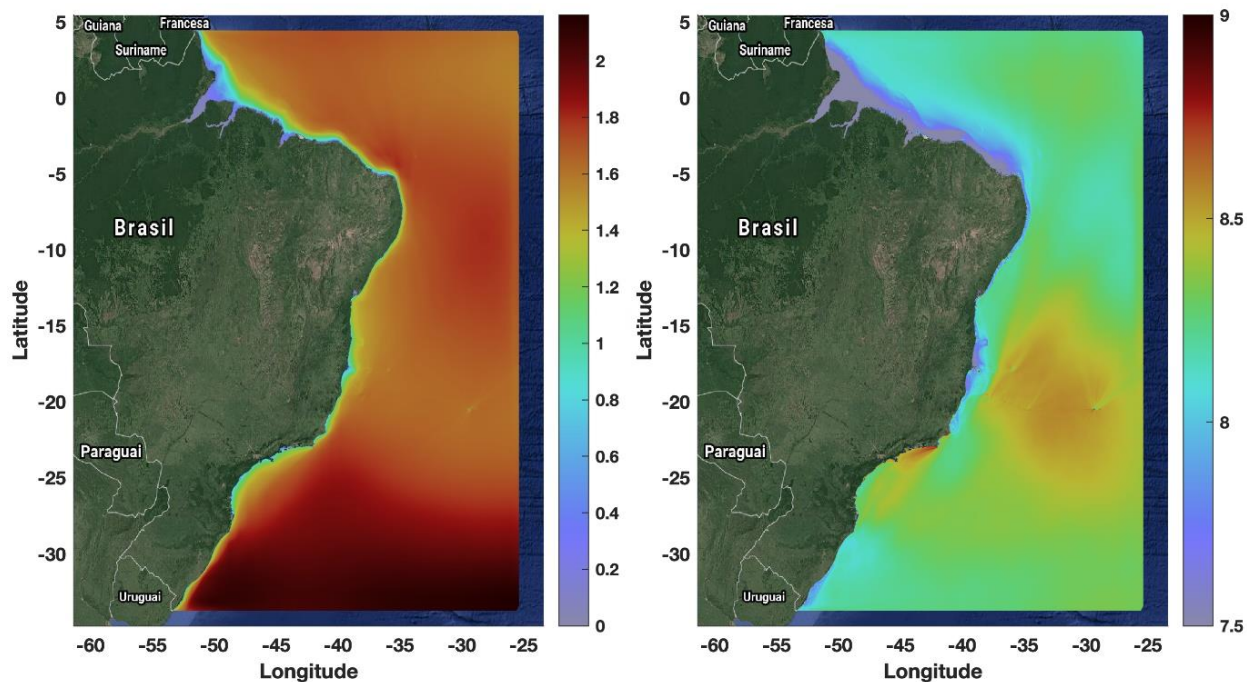 Guiana
Francesa
Suriname
Brasil
Paraguai
Uruguai
5
0
-5
-10
-15
-20
-25
-30
Latitude
-60 -55 -50 -45 -40 -35 -30 -25
Longitude
2
1.8
1.6
1.4
1.2
1
0.8
0.6
0.4
0.2
0
Guiana
Francesa
Suriname
Brasil
Paraguai
Uruguai
5
0
-5
-10
-15
-20
-25
-30
Latitude
-60 -55 -50 -45 -40 -35 -30 -25
Longitude
9
8.5
8
7.5